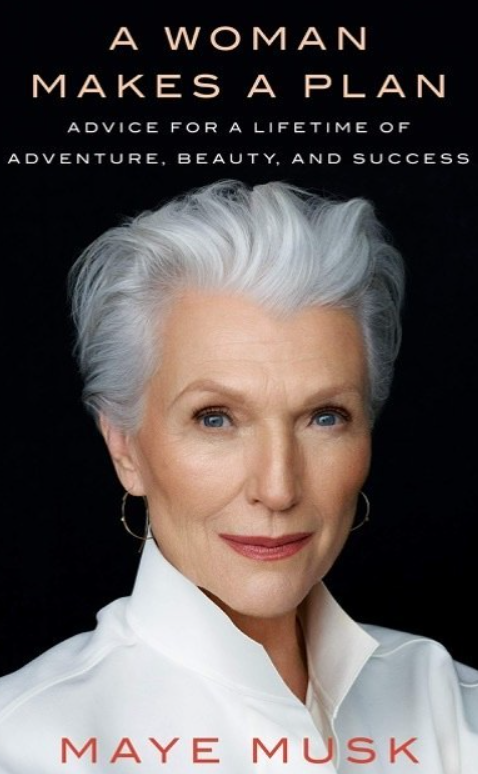 A WOMAN
MAKES A PLAN
ADVICE FOR A LIFETIME OF
ADVENTURE, BEAUTY, AND SUCCESS
MAYE MUSK